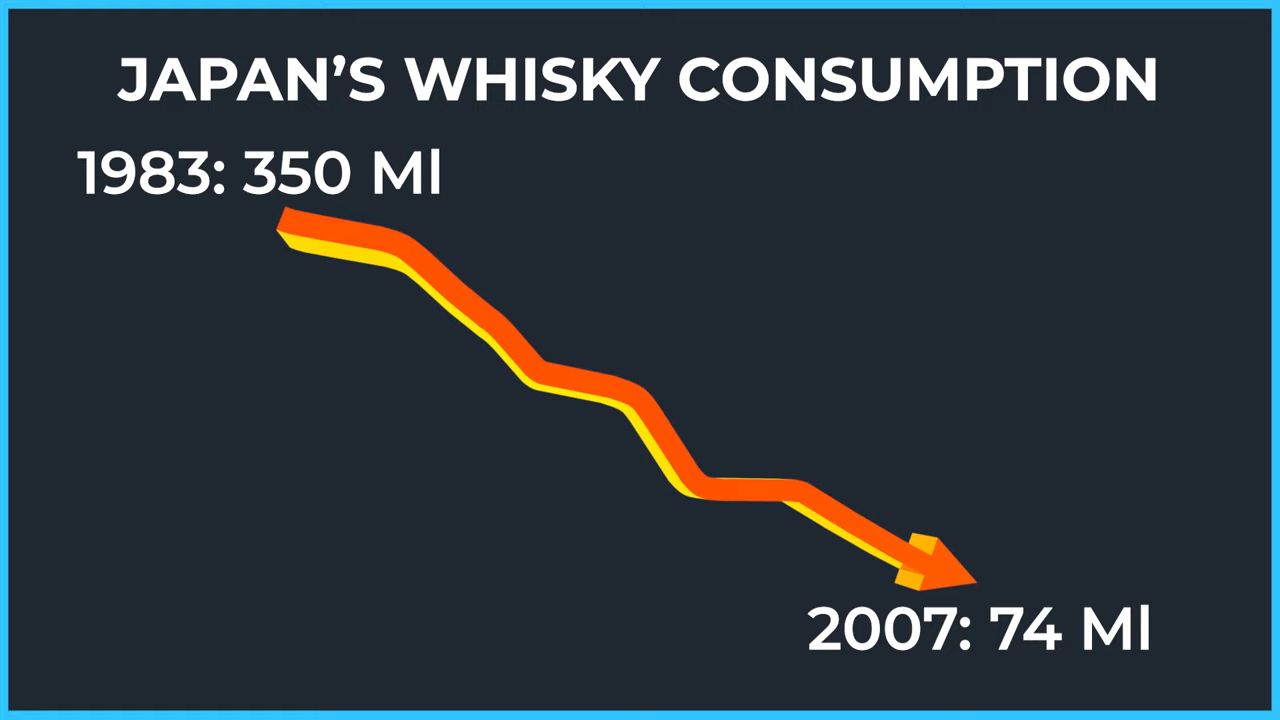 JAPAN’S WHISKY CONSUMPTION
1983: 350 Ml
2007: 74 Ml